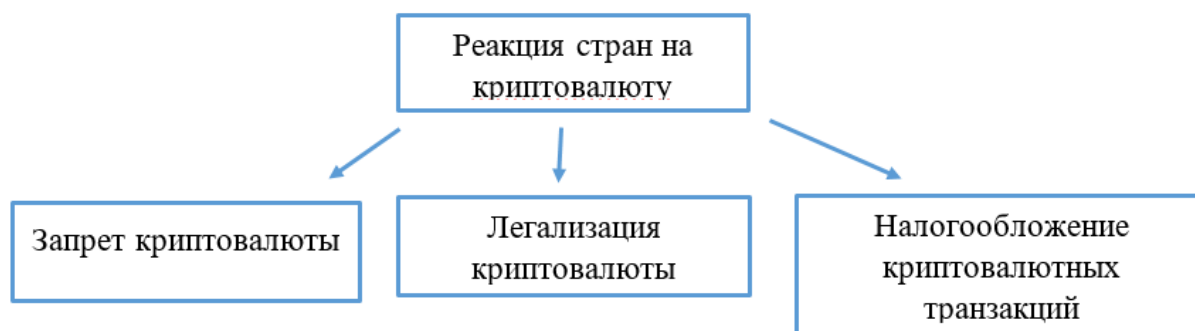 Реакция стран на
криптовалюту
Запрет криптовалюты
Легализация
криптовалюты
Налогообложение
криптовалютных
транзакций